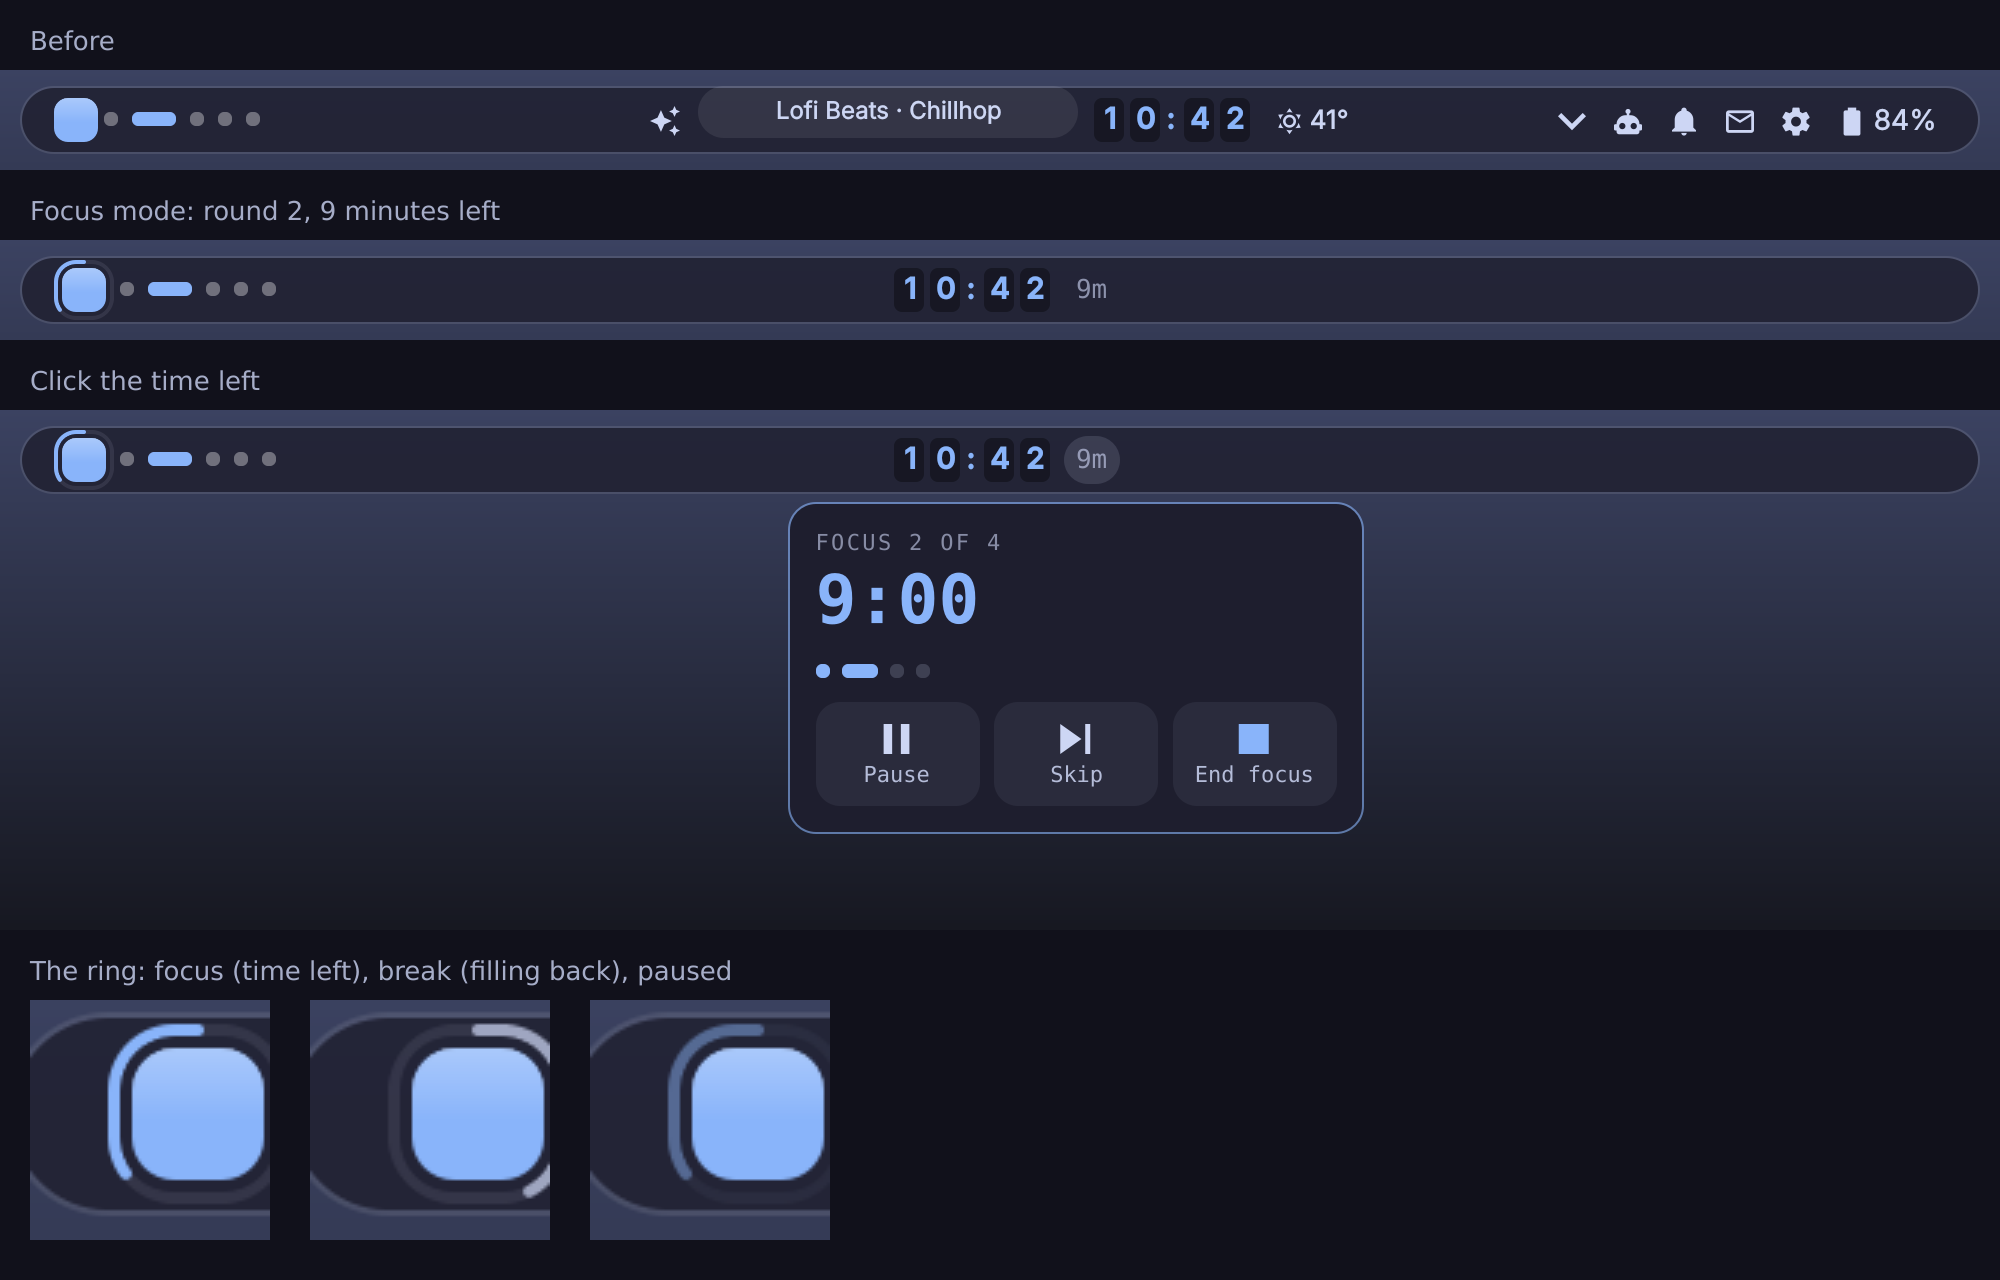 Before
Lofi Beats · Chillhop 10:42 41° 84%
Focus mode: round 2, 9 minutes left
10:42 9m
Click the time left
10:42 9m
FOCUS 2 OF 4
9:00
Pause Skip End focus
The ring: focus (time left), break (filling back), paused